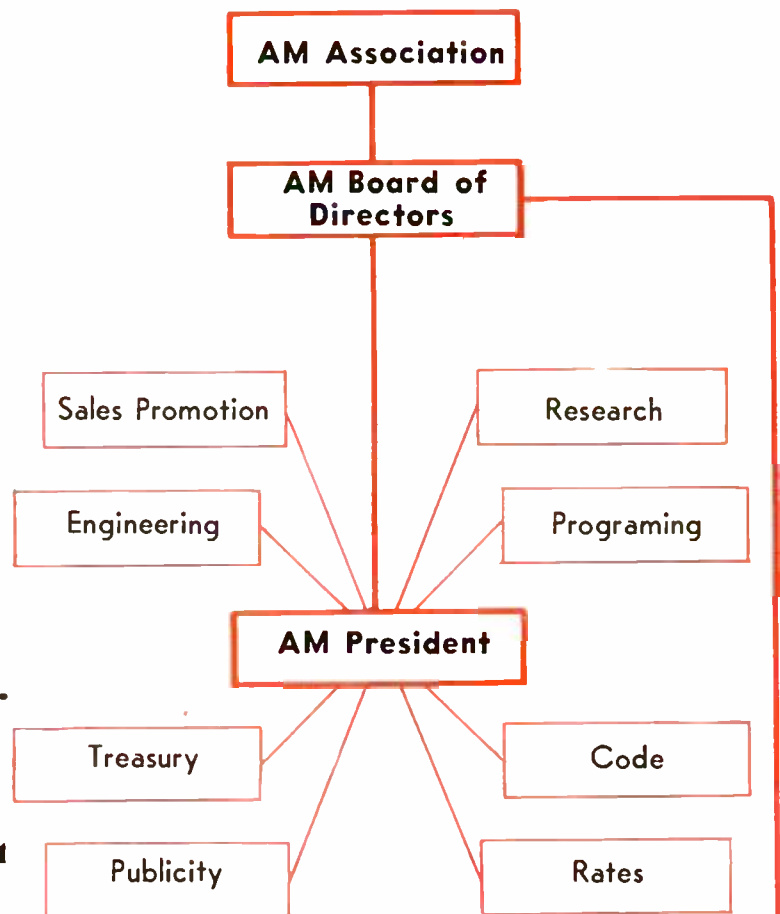 AM Association
AM Board of
Directors
Sales Promotion
Research
Engineering
Programing
AM President
Treasury
Code
Publicity
Rates